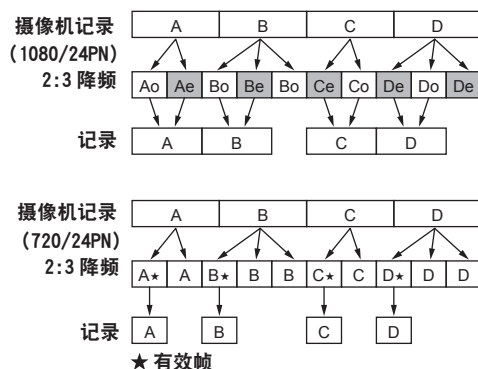 摄像机记录 A B C D
(1080/24PN)
2:3 降频 Ao Ae Bo Be Bo Ce Co De Do De
记录 A B C D
摄像机记录 A B C D
(720/24PN)
2:3 降频 A★ A B★ B B C★ C D★ D D
记录 A B C D
★ 有效帧